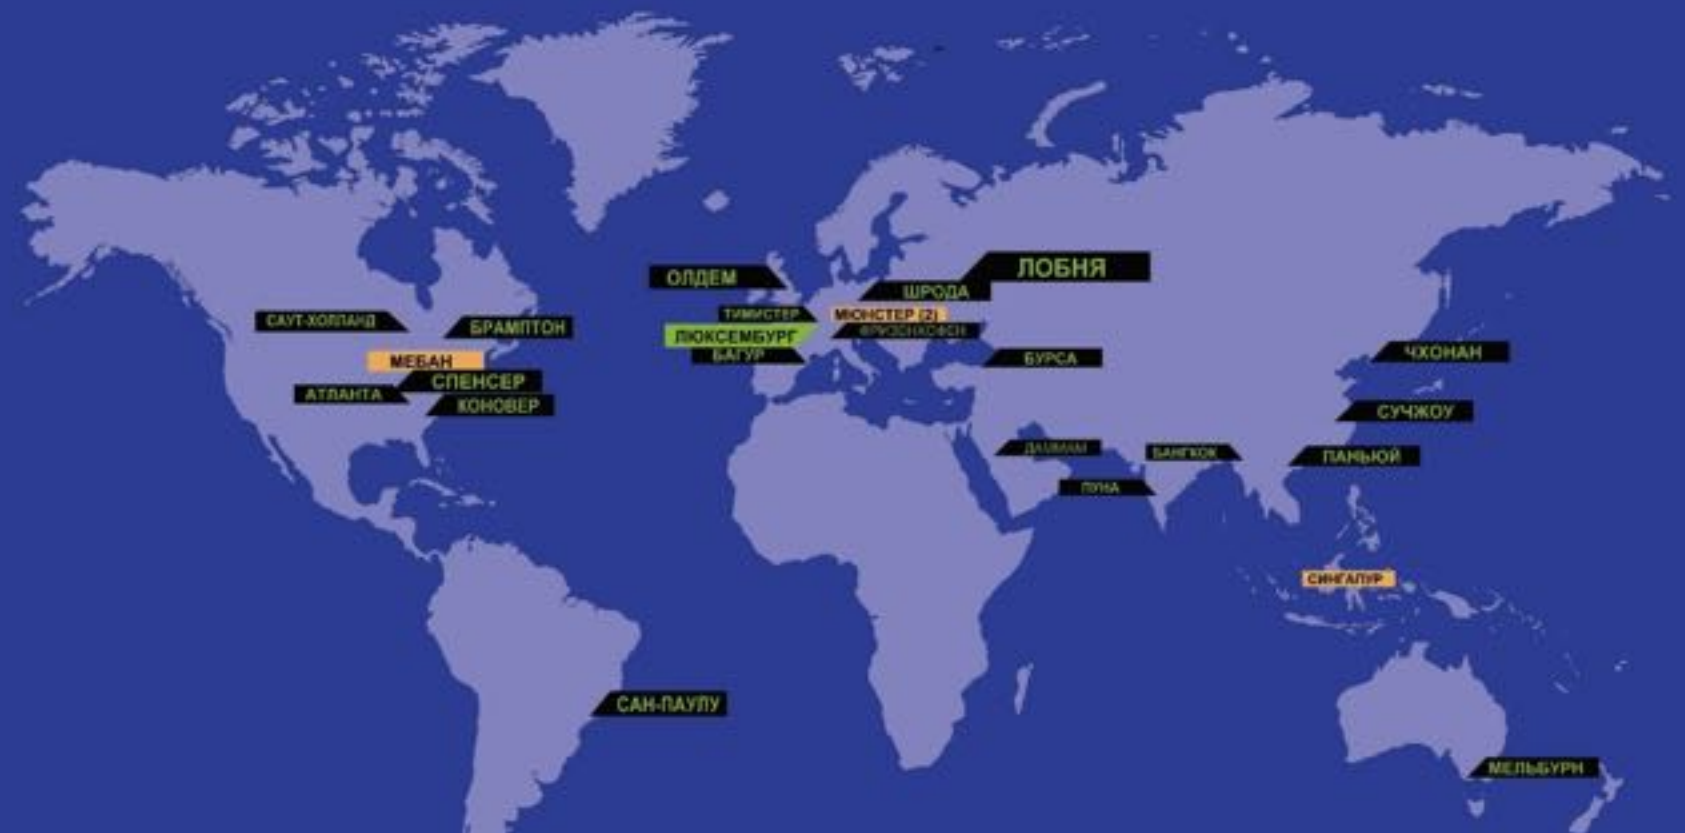 ЛОБНЯ
ОЛДЕМ
ШРОДА
ТИМИСТЕР
МЮНСТЕР (2)
САУТ-ХОЛЛАНД
БРАМПТОН
ЛЮКСЕМБУРГ
БАГУР
БУРСА
ЧХОНАН
МЕБАН
СПЕНСЕР
АТЛАНТА
КОНОВЕР
СУЧЖОУ
БАНГКОК
ПАНЬЮЙ
ПУНА
СИНГАПУР
САН-ПАУЛУ
МЕЛЬБУРН